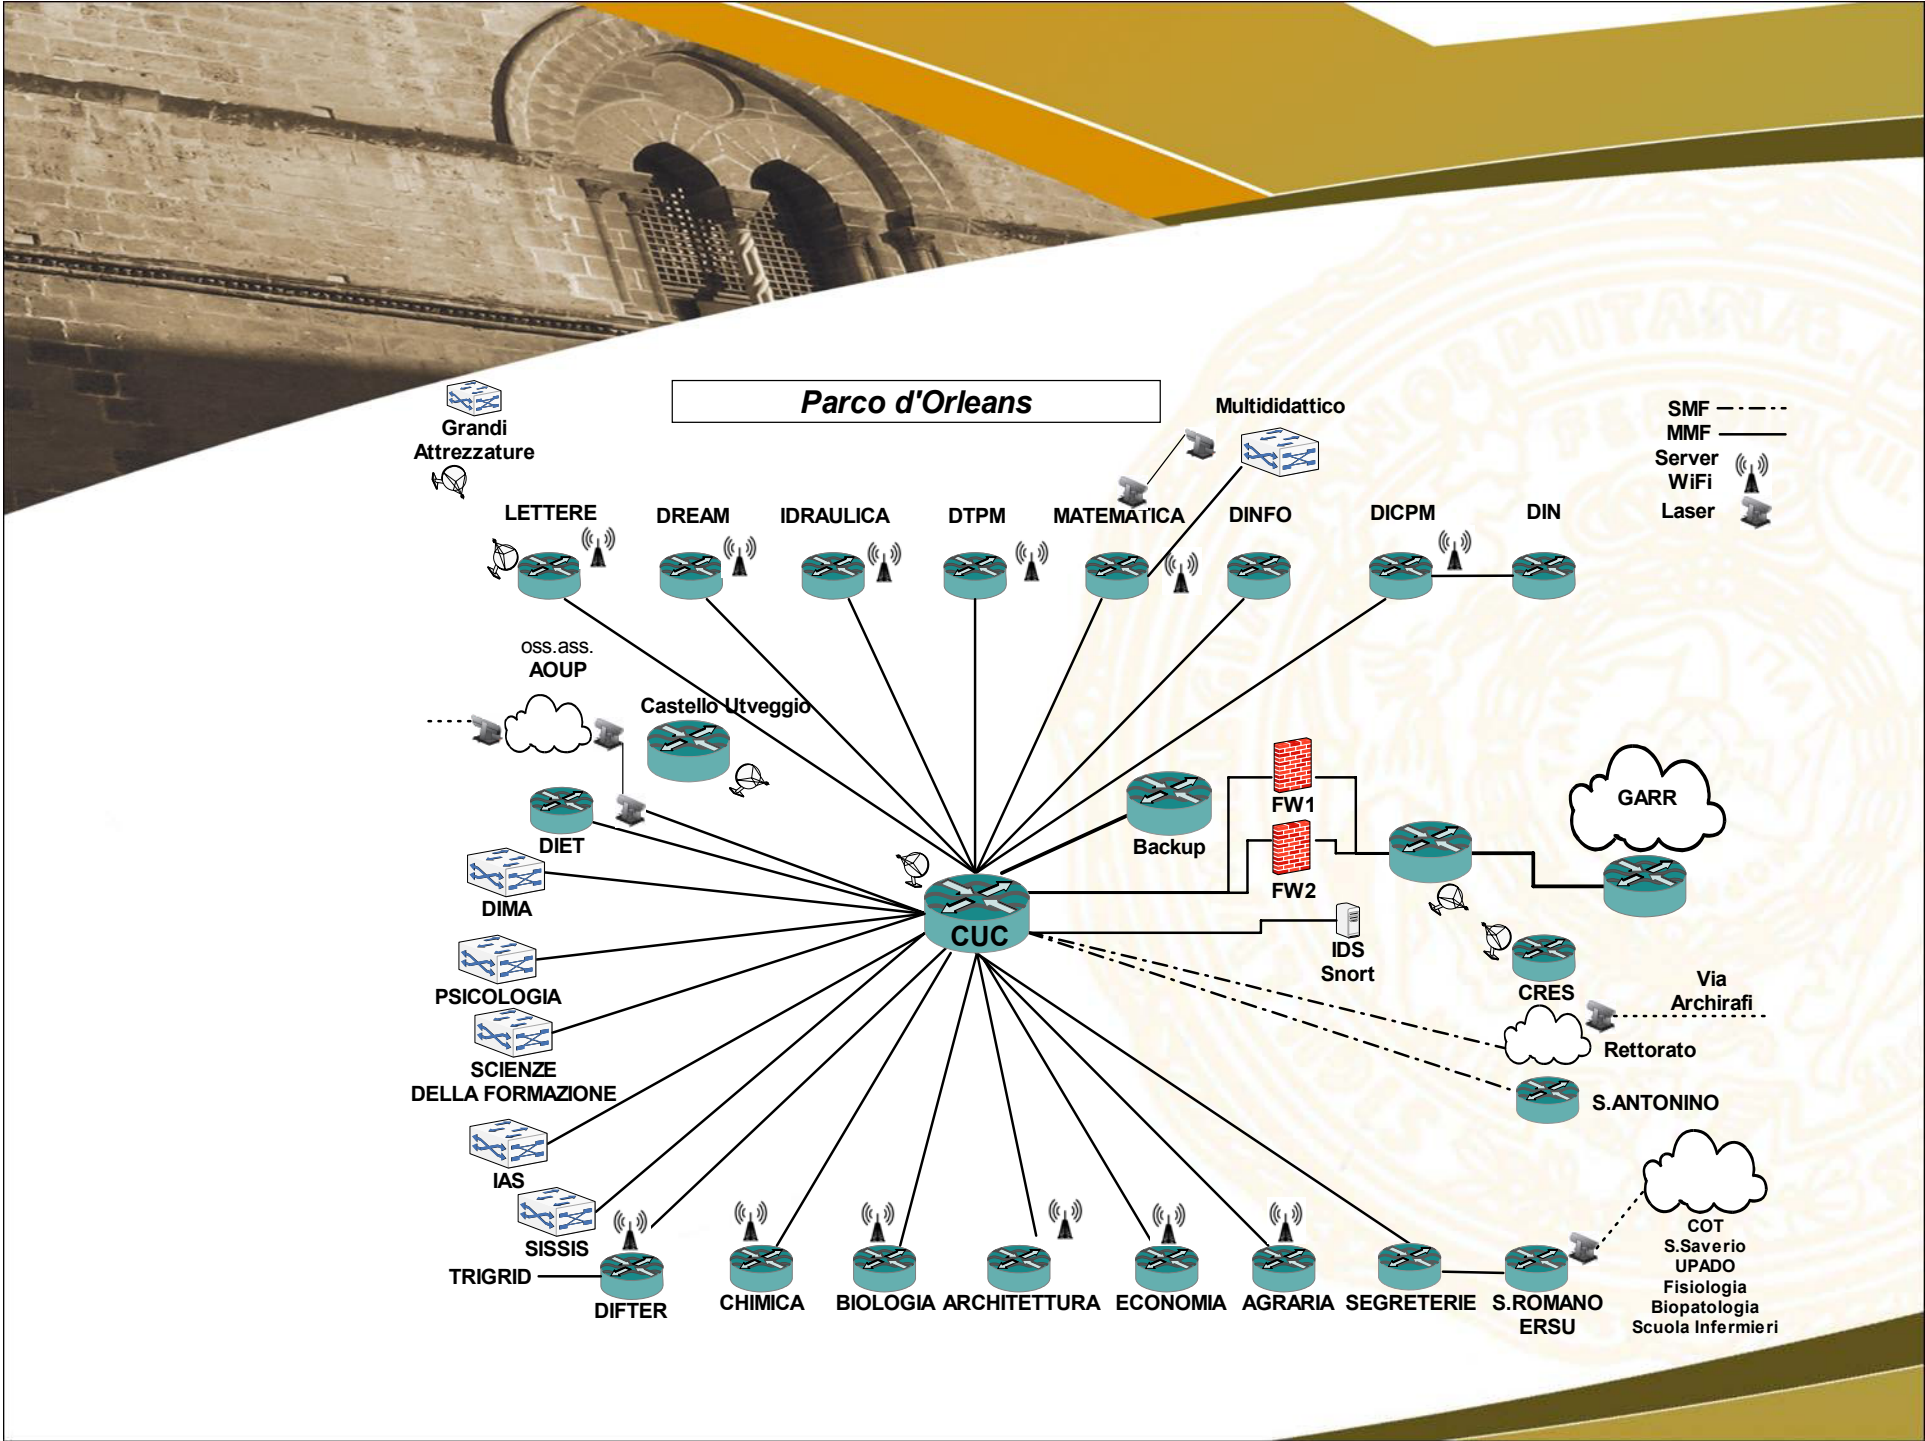 Parco d'Orleans
Grandi
Attrezzature
Multididattico
SMF
MMF
Server
WiFi
Laser
LETTERE
DREAM
IDRAULICA
DTPM
MATEMATICA
DINFO
DICPM
DIN
oss.ass.
AOUP
Castello Utveggio
DIET
DIMA
PSICOLOGIA
SCIENZE
DELLA FORMAZIONE
IAS
SISSIS
TRIGRID
CUC
Backup
FW1
FW2
IDS
Snort
GARR
CRES
Via
Archirafi
Rettorato
S.ANTONINO
DIFTER
CHIMICA
BIOLOGIA
ARCHITETTURA
ECONOMIA
AGRARIA
SEGRETERIE
S.ROMANO
ERSU
COT
S.Saverio
UPADO
Fisiologia
Biopatologia
Scuola Infermieri